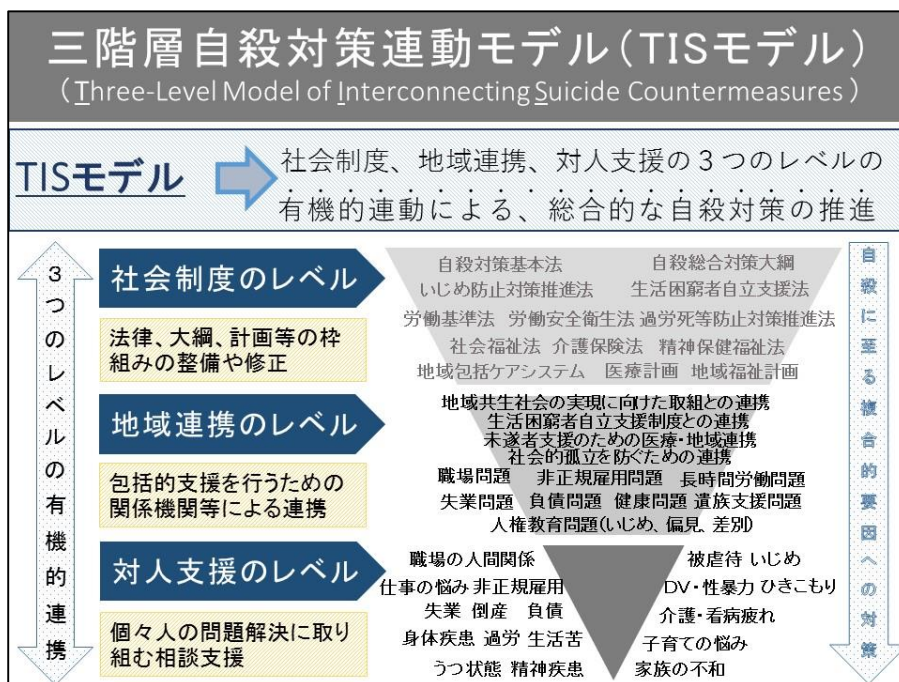 三階層自殺対策連動モデル(TISモデル)
(Three-Level Model of Interconnecting Suicide Countermeasures)
TISモデル
社会制度、地域連携、対人支援の3つのレベルの
有機的連動による、総合的な自殺対策の推進
3つのレベルの有機的連携
社会制度のレベル
法律、大綱、計画等の枠
組みの整備や修正
自殺対策基本法 自殺総合対策大綱
いじめ防止対策推進法 生活困窮者自立支援法
労働基準法 労働安全衛生法 過労死等防止対策推進法
社会福祉法 介護保険法 精神保健福祉法
地域包括ケアシステム 医療計画 地域福祉計画
地域連携のレベル
包括的支援を行うための
関係機関等による連携
地域共生社会の実現に向けた取組との連携
生活困窮者自立支援制度との連携
未遂者支援のための医療・地域連携
社会的孤立を防ぐための連携
職場問題 非正規雇用問題 長時間労働問題
失業問題 負債問題 健康問題 遺族支援問題
人権教育問題(いじめ、偏見、差別)
対人支援のレベル
個々人の問題解決に取り
組む相談支援
職場の人間関係 被虐待 いじめ
仕事の悩み 非正規雇用 DV・性暴力 ひきこもり
失業 倒産 負債 介護・看病疲れ
身体疾患 過労 生活苦 子育ての悩み
うつ状態 精神疾患 家族の不和
自殺に至る複合的要因への対策